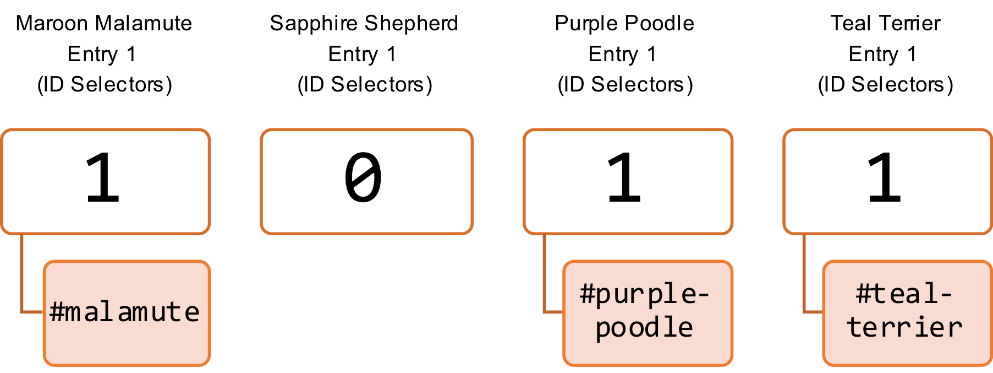 Maroon Malamute
Entry 1
(ID Selectors)
Sapphire Shepherd
Entry 1
(ID Selectors)
Purple Poodle
Entry 1
(ID Selectors)
Teal Terrier
Entry 1
(ID Selectors)
1
0
1
1
#malamute
#purple-
poodle
#teal-
terrier